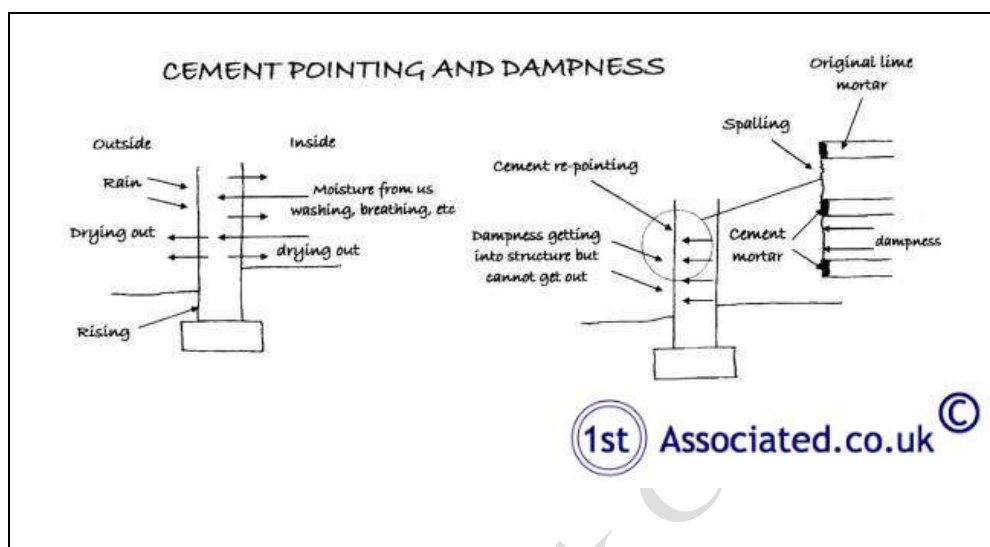 CEMENT POINTING AND DAMPNESS
Outside
Inside
Rain
Moisture from us
washing, breathing, etc
Drying out
drying out
Rising
Original lime
mortar
Spalling
Cement re-pointing
Dampness getting
into structure but
cannot get out
Cement
mortar
dampness
1st Associated.co.uk ©